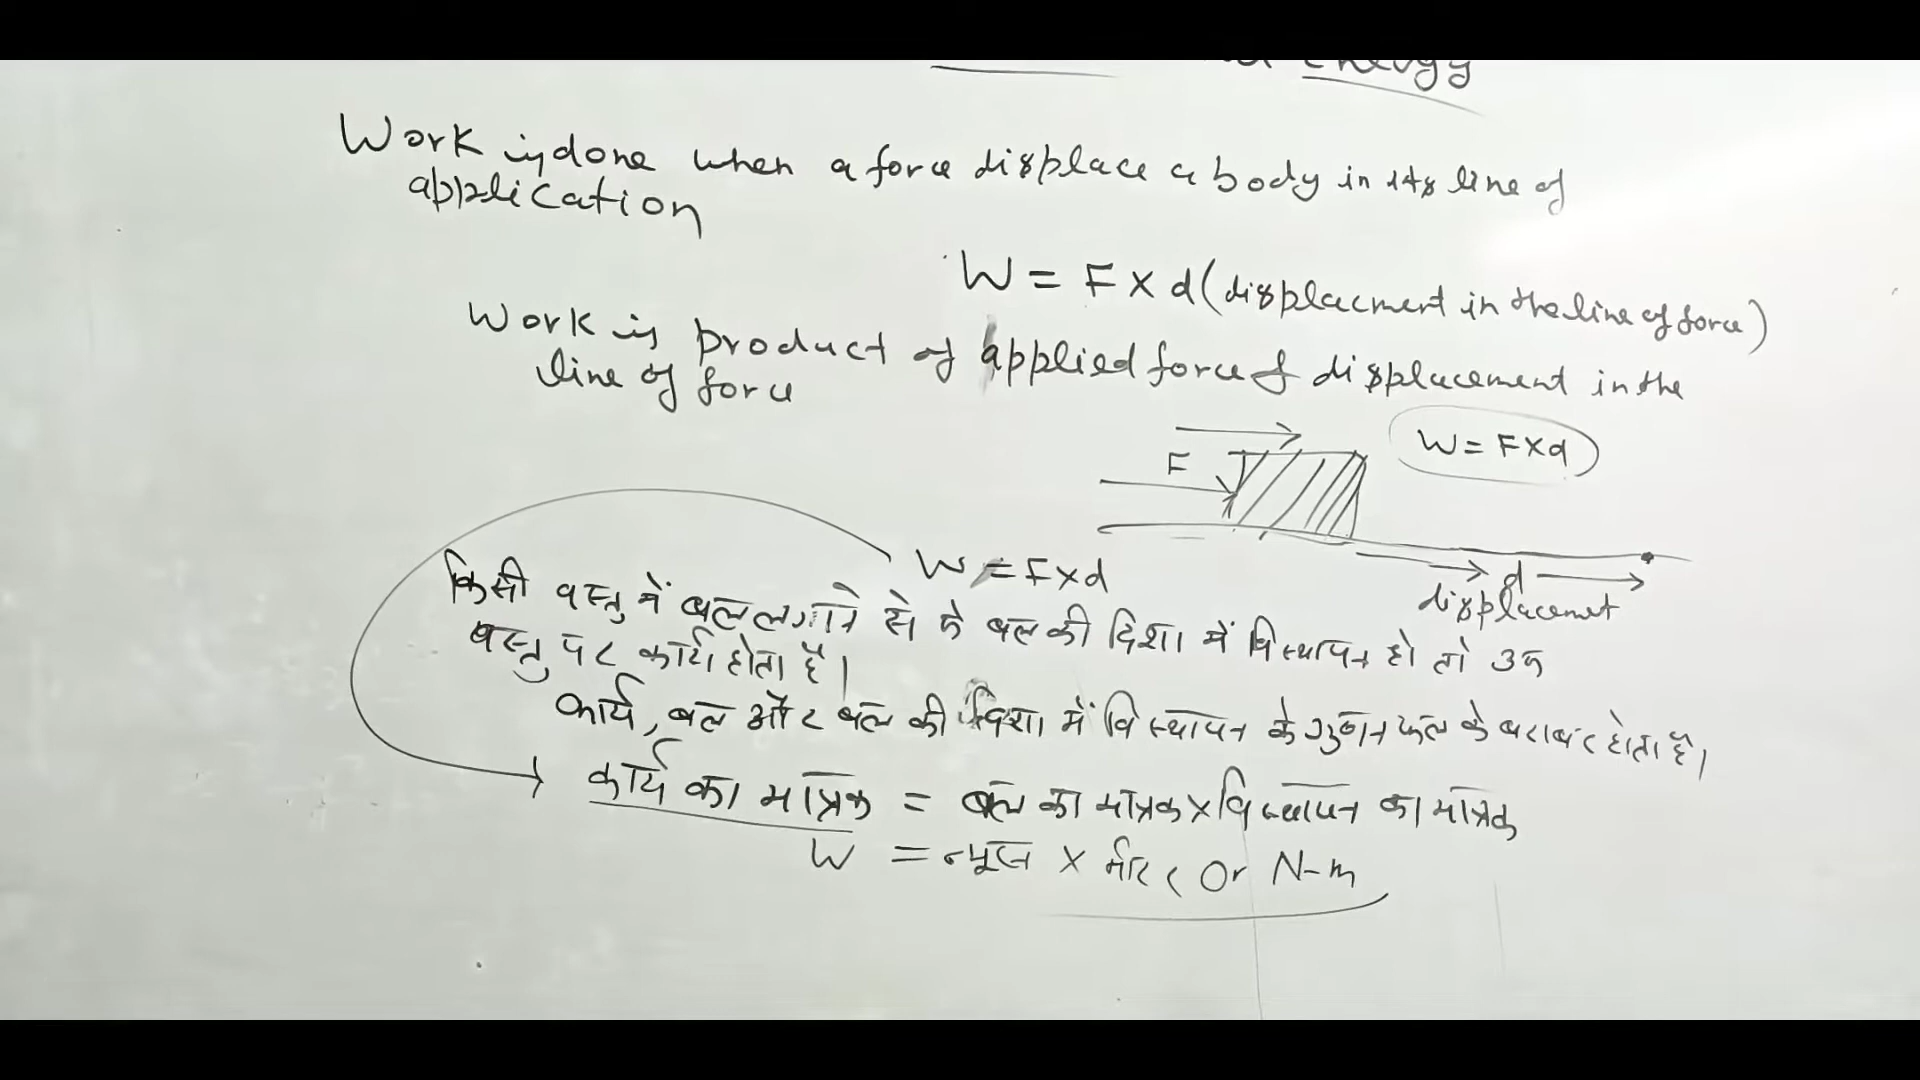 Energy
Work is done when a force displace a body in its line of
application
W = F × d (displacment in the line of force)
Work is product of applied force & displacement in the
line of force
W = F×d
F
d
displacement
W = F×d
किसी वस्तु में बल लगाने से के बल की दिशा में विस्थापन हो तो उस
वस्तु पर कार्य होता है।
कार्य, बल और बल की दिशा में विस्थापन के गुणनफल के बराबर होता है।
कार्य का मात्रक = बल का मात्रक × विस्थापन का मात्रक
W = न्यूटन × मीटर Or N-m